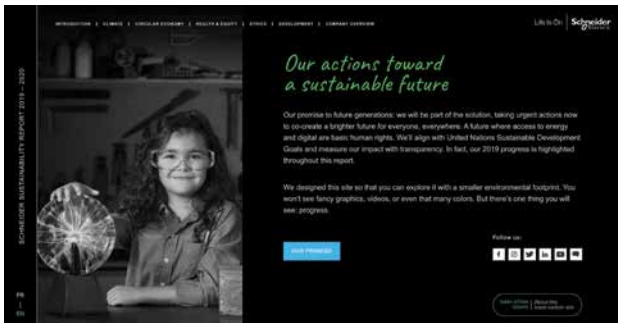 INTRODUCTION | CLIMATE | CIRCULAR ECONOMY | HEALTH & EQUITY | ETHICS | DEVELOPMENT | COMPANY OVERVIEW
Life Is On | Schneider Electric
SCHNEIDER SUSTAINABILITY REPORT 2019 – 2020
Our actions toward
a sustainable future
Our promise to future generations: we will be part of the solution, taking urgent actions now
to co-create a brighter future for everyone, everywhere. A future where access to energy
and digital are basic human rights. We'll align with United Nations Sustainable Development
Goals and measure our impact with transparency. In fact, our 2019 progress is highlighted
throughout this report.
We designed this site so that you can explore it with a smaller environmental footprint. You
won't see fancy graphics, videos, or even that many colors. But there's one thing you will
see: progress.
OUR PROMISE
Follow us:
FR
|
EN